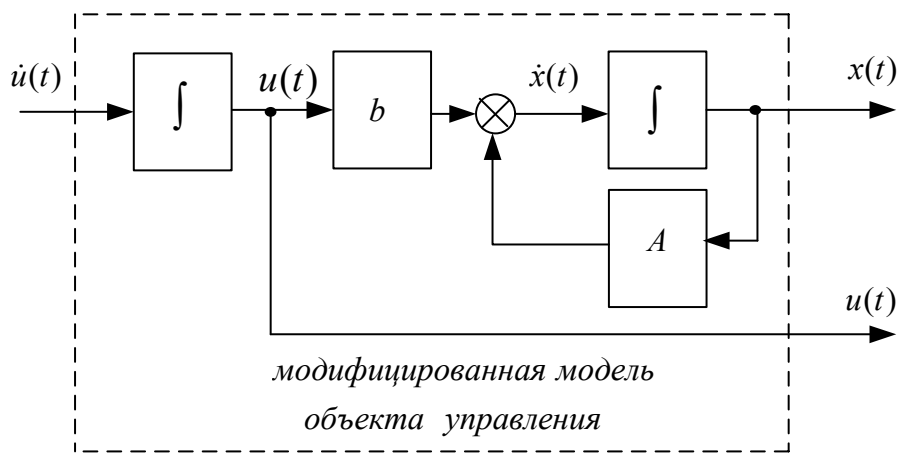 u̇(t)
∫
u(t)
b
ẋ(t)
∫
x(t)
A
u(t)
модифицированная модель
объекта управления